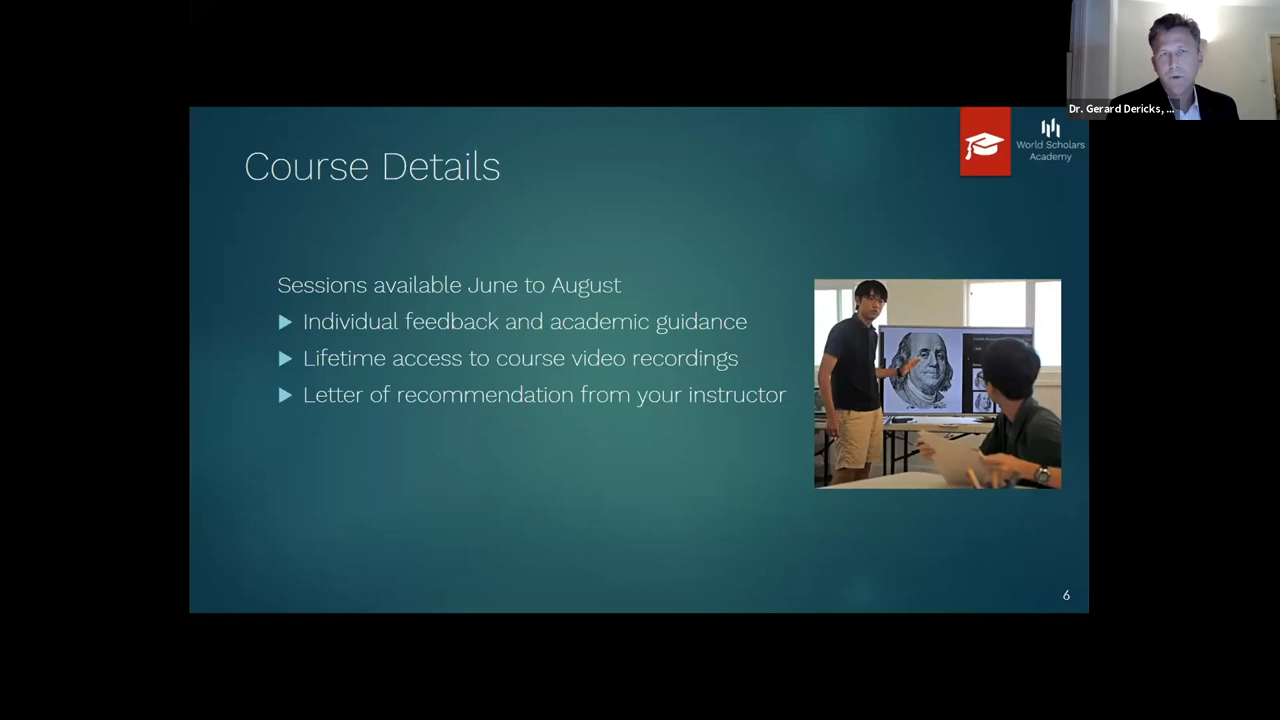 Dr. Gerard Dericks, ...
World Scholars
Academy
Course Details
Sessions available June to August
Individual feedback and academic guidance
Lifetime access to course video recordings
Letter of recommendation from your instructor
6